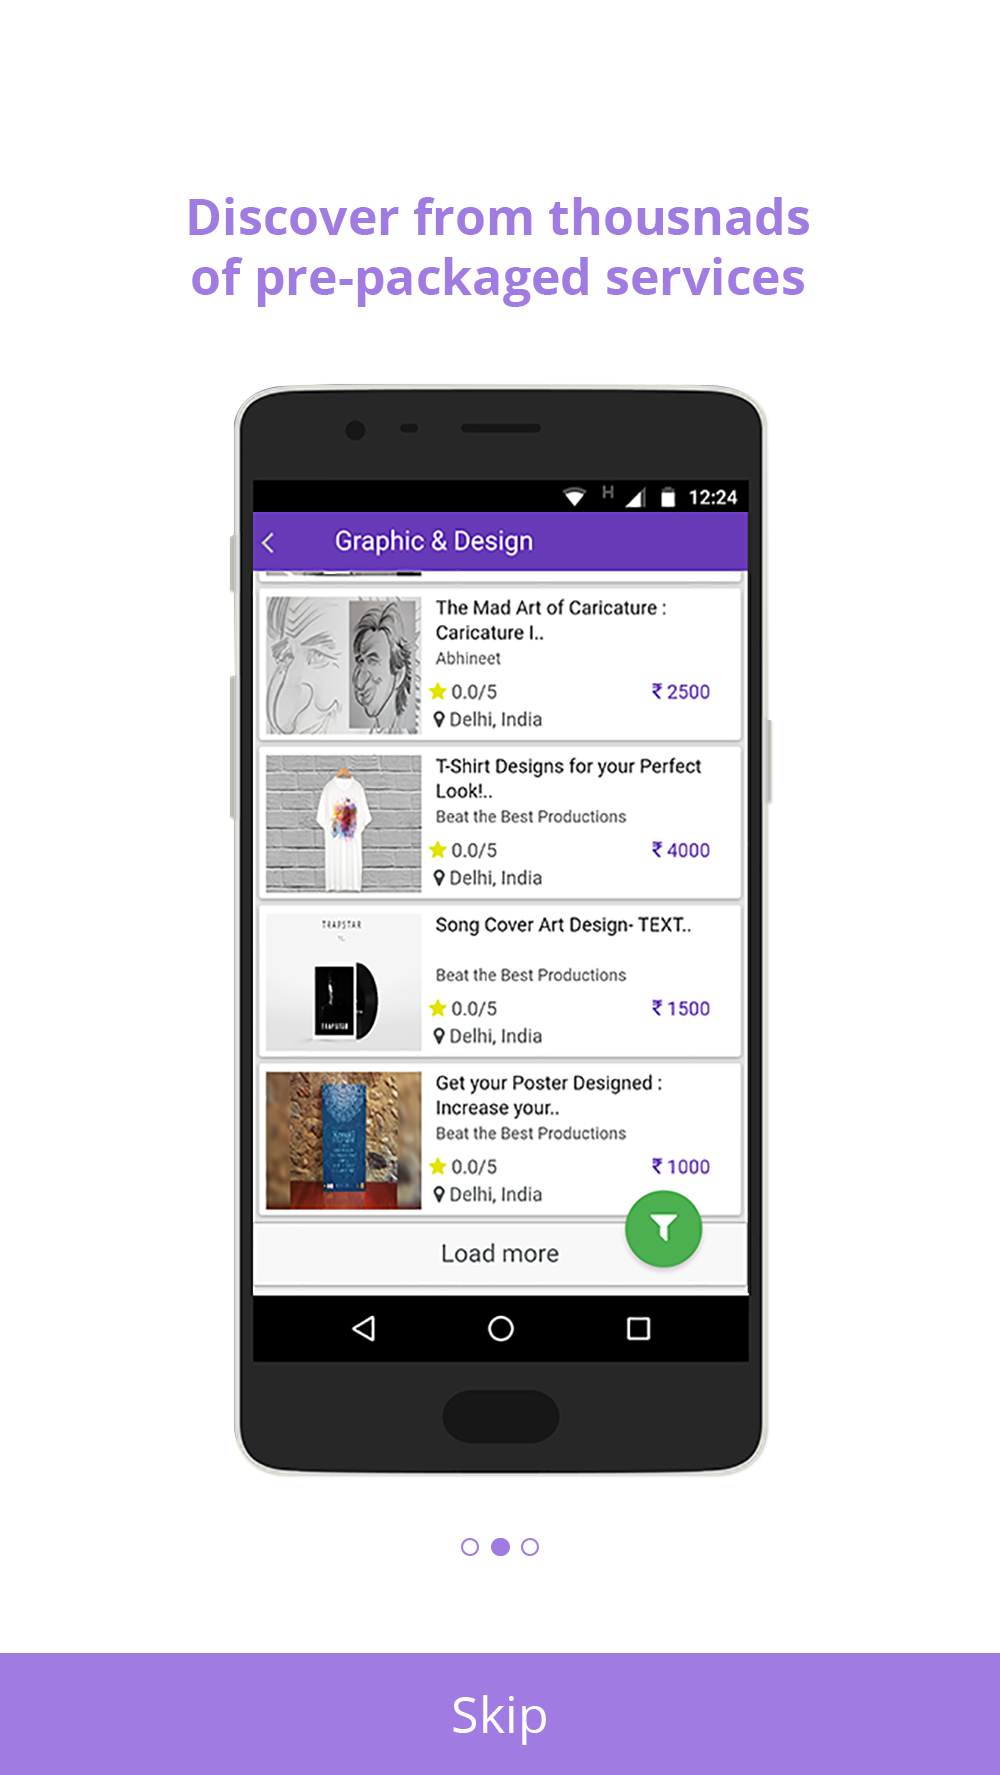 Discover from thousnads
of pre-packaged services
H 12:24
Graphic & Design
The Mad Art of Caricature :
Caricature I..
Abhineet
0.0/5
₹ 2500
Delhi, India
T-Shirt Designs for your Perfect
Look!..
Beat the Best Productions
0.0/5
₹ 4000
Delhi, India
TRAPSTAR
TRAPSTAR
Song Cover Art Design- TEXT..
Beat the Best Productions
0.0/5
₹ 1500
Delhi, India
Get your Poster Designed :
Increase your..
Beat the Best Productions
0.0/5
₹ 1000
Delhi, India
Load more
Skip